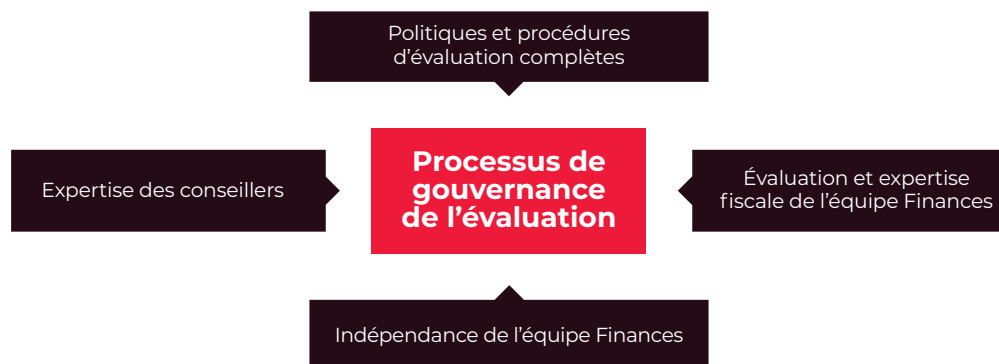 Politiques et procédures
d’évaluation complètes
Expertise des conseillers
Processus de
gouvernance
de l’évaluation
Évaluation et expertise
fiscale de l’équipe Finances
Indépendance de l’équipe Finances